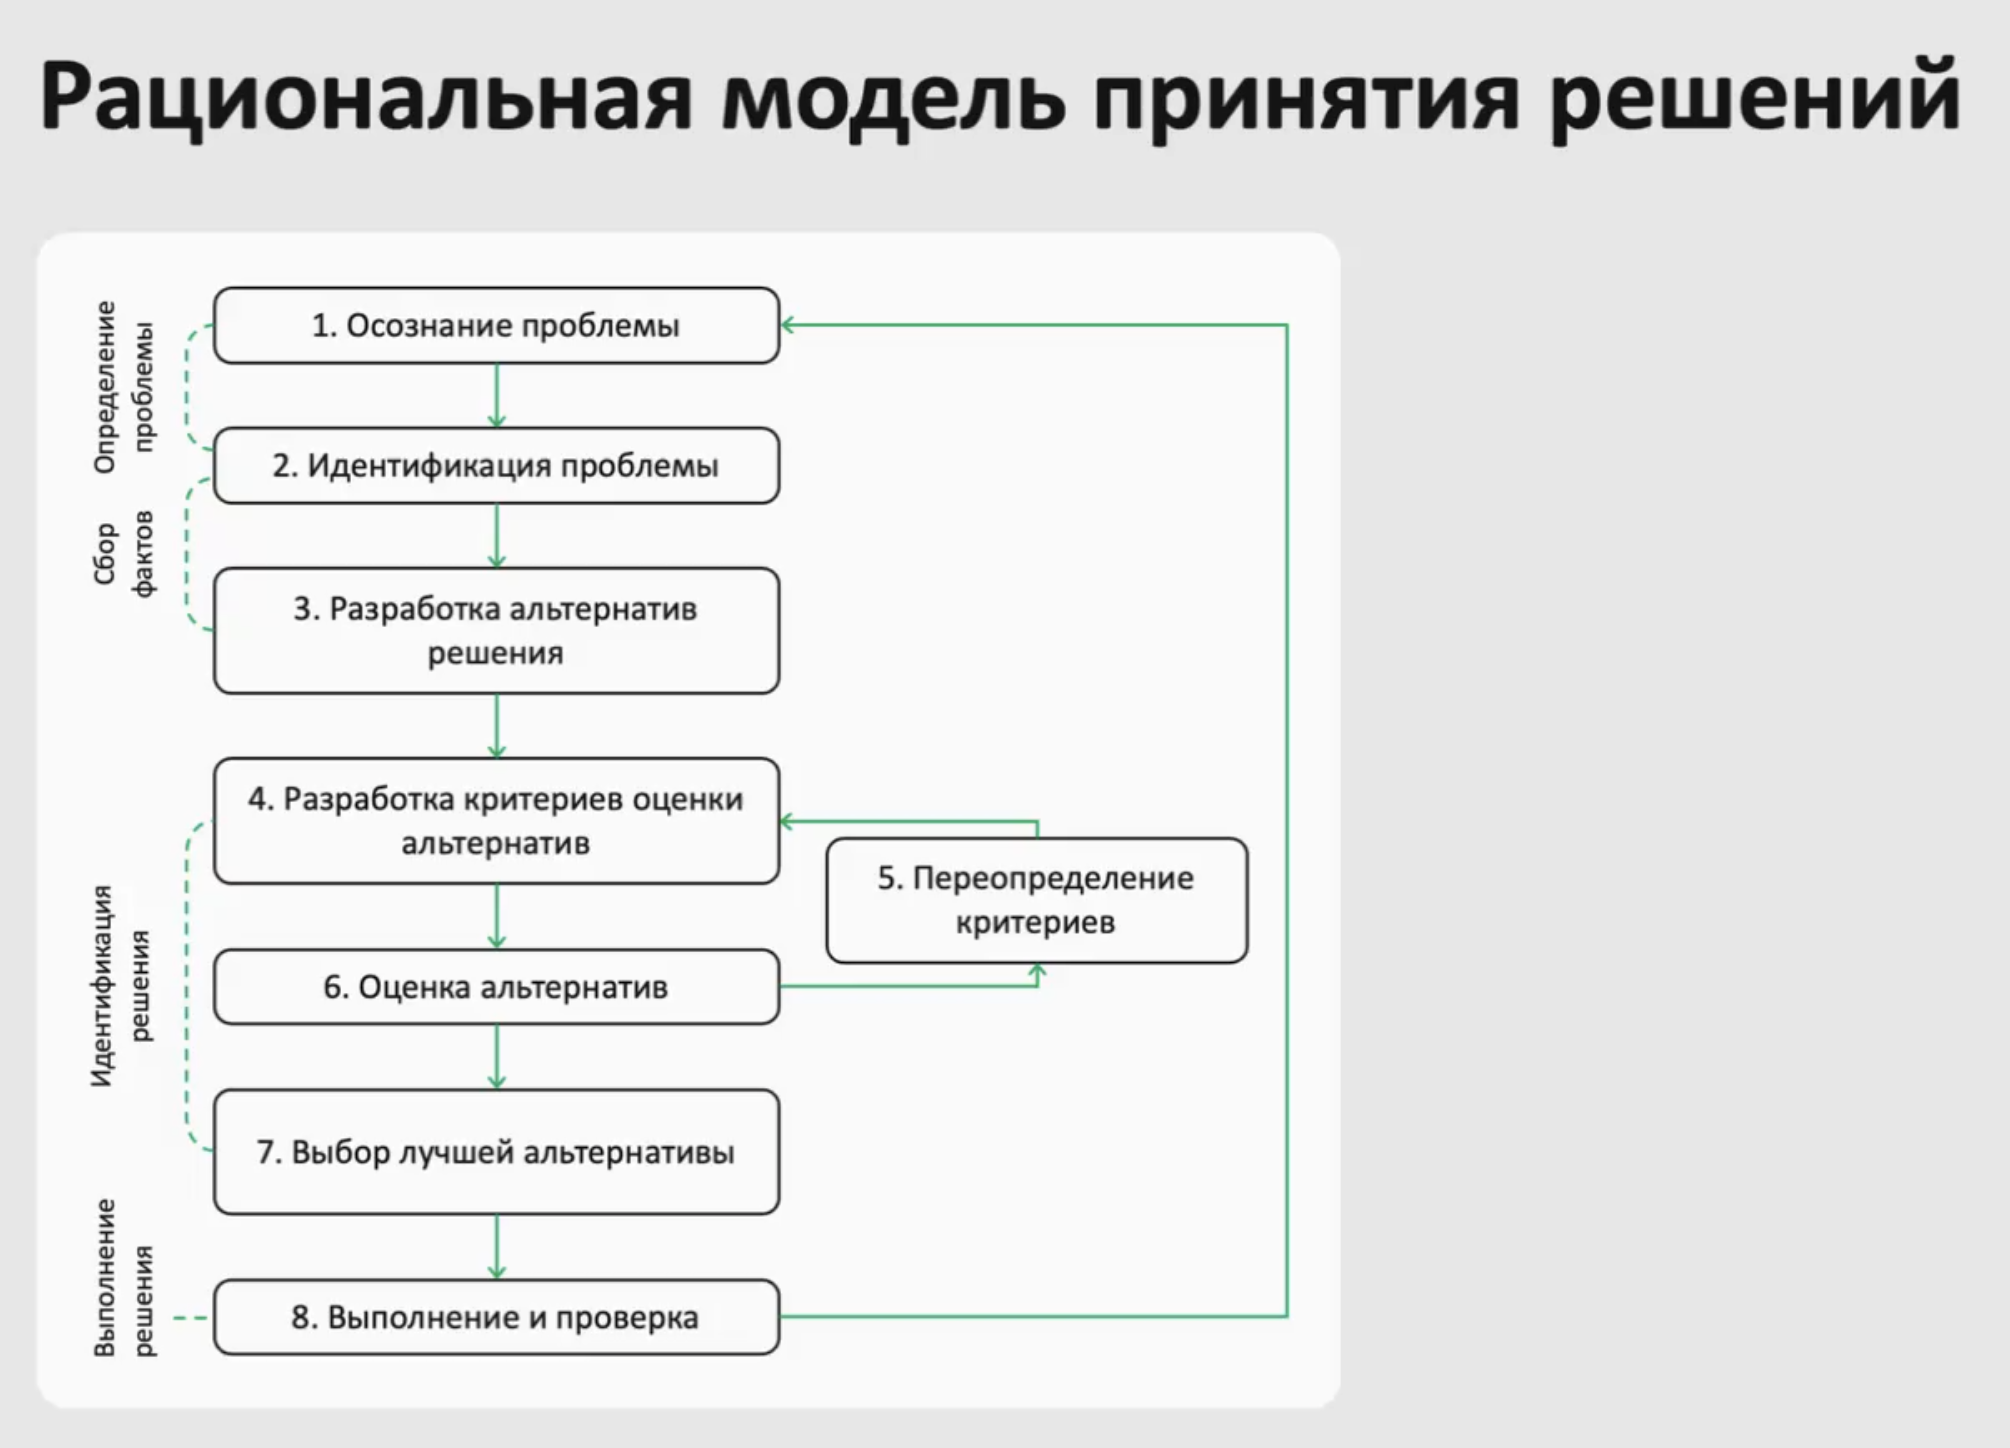 Рациональная модель принятия решений
Определение
проблемы
1. Осознание проблемы
2. Идентификация проблемы
Сбор
фактов
3. Разработка альтернатив
решения
Идентификация
решения
4. Разработка критериев оценки
альтернатив
5. Переопределение
критериев
6. Оценка альтернатив
7. Выбор лучшей альтернативы
Выполнение
решения
8. Выполнение и проверка